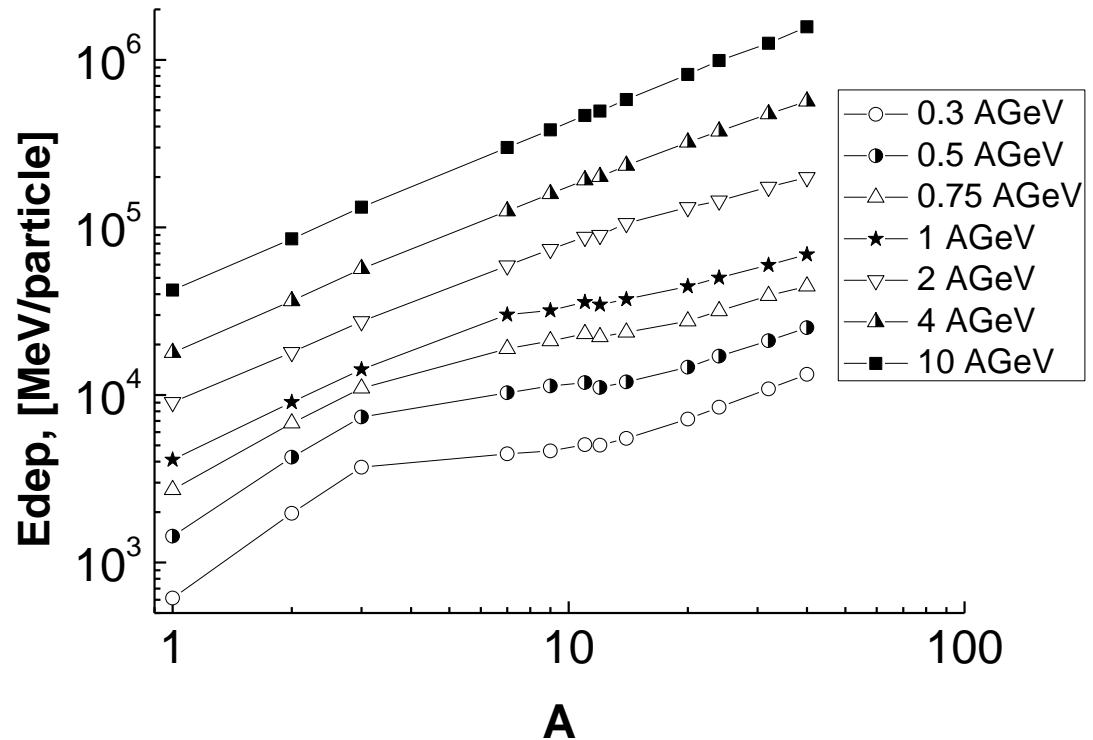 Edep, [MeV/particle]
10^6
10^5
10^4
10^3
1
10
100
A
0.3 AGeV
0.5 AGeV
0.75 AGeV
1 AGeV
2 AGeV
4 AGeV
10 AGeV